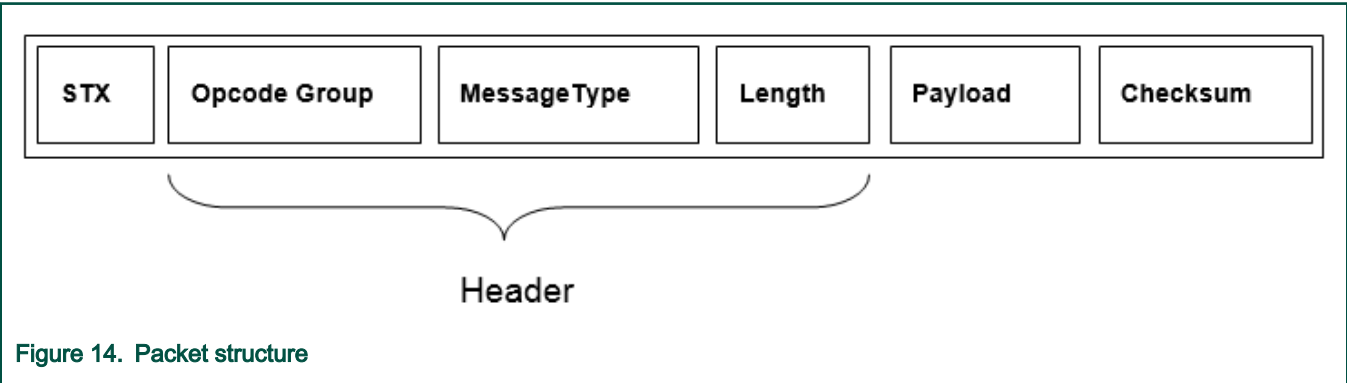 STX Opcode Group MessageType Length Payload Checksum
Header
Figure 14. Packet structure